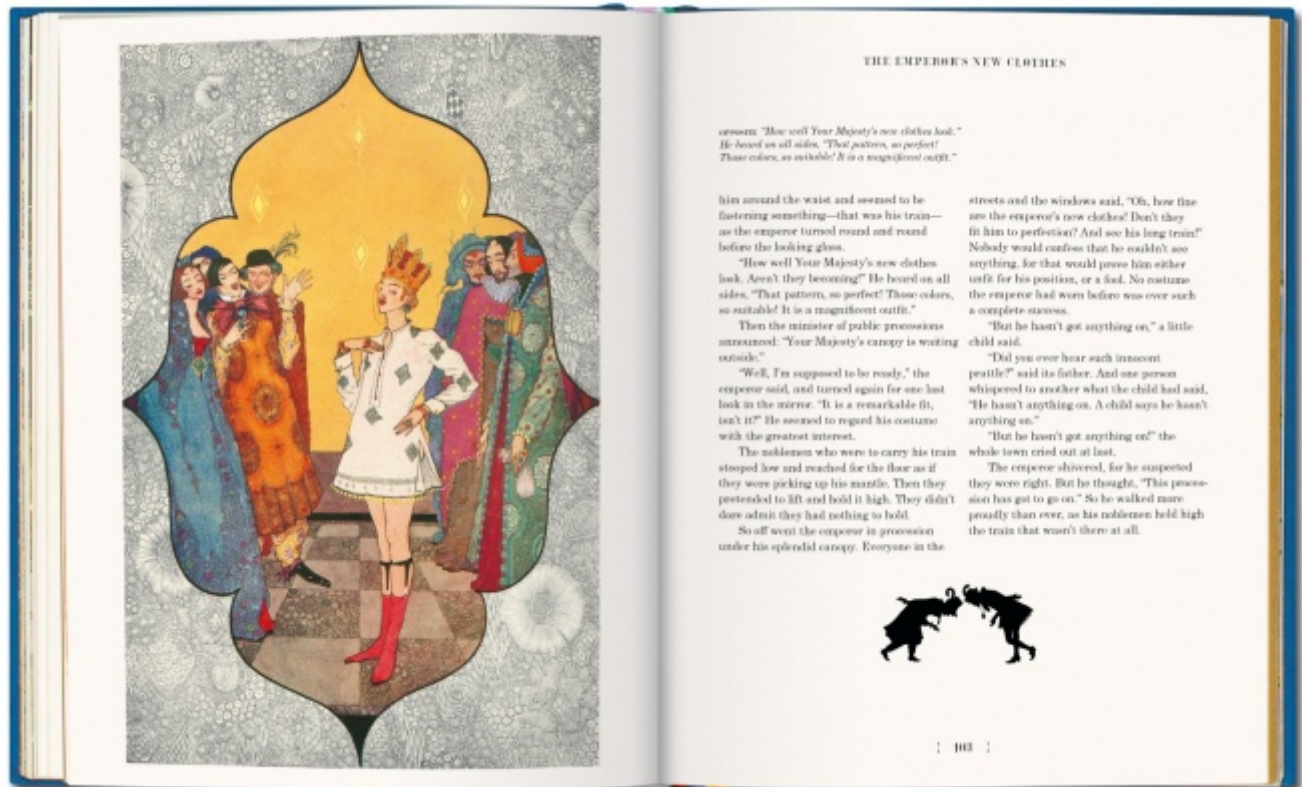 THE EMPEROR'S NEW CLOTHES
OPPOSITE: "How well Your Majesty's new clothes look."
He heard on all sides, "That pattern, so perfect!
Those colors, so suitable! It is a magnificent outfit."
him around the waist and seemed to be
fastening something—that was his train—
as the emperor turned round and round
before the looking glass.
"How well Your Majesty's new clothes
look. Aren't they becoming!" He heard on all
sides, "That pattern, so perfect! Those colors,
so suitable! It is a magnificent outfit."
Then the minister of public processions
announced: "Your Majesty's canopy is waiting
outside."
"Well, I'm supposed to be ready," the
emperor said, and turned again for one last
look in the mirror. "It is a remarkable fit,
isn't it?" He seemed to regard his costume
with the greatest interest.
The noblemen who were to carry his train
stooped low and reached for the floor as if
they were picking up his mantle. Then they
pretended to lift and hold it high. They didn't
dare admit they had nothing to hold.
So off went the emperor in procession
under his splendid canopy. Everyone in the
streets and the windows said, "Oh, how fine
are the emperor's new clothes! Don't they
fit him to perfection? And see his long train!"
Nobody would confess that he couldn't see
anything, for that would prove him either
unfit for his position, or a fool. No costume
the emperor had worn before was ever such
a complete success.
"But he hasn't got anything on," a little
child said.
"Did you ever hear such innocent
prattle?" said its father. And one person
whispered to another what the child had said,
"He hasn't anything on. A child says he hasn't
anything on."
"But he hasn't got anything on!" the
whole town cried out at last.
The emperor shivered, for he suspected
they were right. But he thought, "This proces-
sion has got to go on." So he walked more
proudly than ever, as his noblemen held high
the train that wasn't there at all.